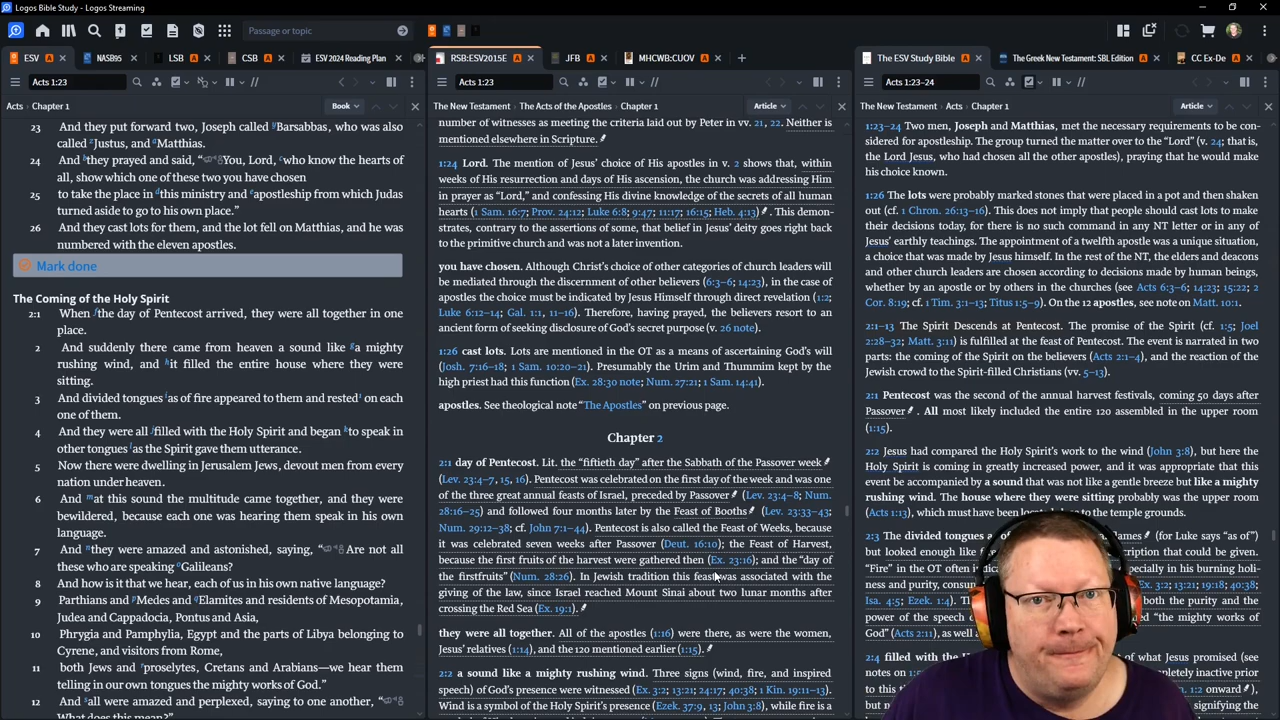 Logos Bible Study - Logos Streaming
Passage or topic
ESV A
NASB95
LSB A
CSB A
ESV 2024 Reading Plan
RSB:ESV2015E A
JFB A
MHCWB:CUOV A
The ESV Study Bible A
The Greek New Testament: SBL Edition A
CC Ex-De A
Acts 1:23
Acts 1:23
Acts 1:23–24
Acts Chapter 1
Book
The New Testament The Acts of the Apostles Chapter 1
Article
The New Testament Acts Chapter 1
Article
23 And they put forward two, Joseph called Barsabbas, who was also
called Justus, and Matthias.
24 And they prayed and said, “You, Lord, who know the hearts of
all, show which one of these two you have chosen
25 to take the place in this ministry and apostleship from which Judas
turned aside to go to his own place.”
26 And they cast lots for them, and the lot fell on Matthias, and he was
numbered with the eleven apostles.
Mark done
The Coming of the Holy Spirit
2:1 When the day of Pentecost arrived, they were all together in one
place.
2 And suddenly there came from heaven a sound like a mighty
rushing wind, and it filled the entire house where they were
sitting.
3 And divided tongues as of fire appeared to them and rested on each
one of them.
4 And they were all filled with the Holy Spirit and began to speak in
other tongues as the Spirit gave them utterance.
5 Now there were dwelling in Jerusalem Jews, devout men from every
nation under heaven.
6 And at this sound the multitude came together, and they were
bewildered, because each one was hearing them speak in his own
language.
7 And they were amazed and astonished, saying, “Are not all
these who are speaking Galileans?
8 And how is it that we hear, each of us in his own native language?
9 Parthians and Medes and Elamites and residents of Mesopotamia,
Judea and Cappadocia, Pontus and Asia,
10 Phrygia and Pamphylia, Egypt and the parts of Libya belonging to
Cyrene, and visitors from Rome,
11 both Jews and proselytes, Cretans and Arabians—we hear them
telling in our own tongues the mighty works of God.”
12 And all were amazed and perplexed, saying to one another,
“What does this mean?”
number of witnesses as meeting the criteria laid out by Peter in vv. 21, 22. Neither is
mentioned elsewhere in Scripture.
1:24 Lord. The mention of Jesus’ choice of His apostles in v. 2 shows that, within
weeks of His resurrection and days of His ascension, the church was addressing Him
in prayer as “Lord,” and confessing His divine knowledge of the secrets of all human
hearts (1 Sam. 16:7; Prov. 24:12; Luke 6:8; 9:47; 11:17; 16:15; Heb. 4:13). This demon-
strates, contrary to the assertions of some, that belief in Jesus’ deity goes right back
to the primitive church and was not a later invention.
you have chosen. Although Christ’s choice of other categories of church leaders will
be mediated through the discernment of other believers (6:3–6; 14:23), in the case of
apostles the choice must be indicated by Jesus Himself through direct revelation (1:2;
Luke 6:12–14; Gal. 1:1, 11–16). Therefore, having prayed, the believers resort to an
ancient form of seeking disclosure of God’s secret purpose (v. 26 note).
1:26 cast lots. Lots are mentioned in the OT as a means of ascertaining God’s will
(Josh. 7:16–18; 1 Sam. 10:20–21). Presumably the Urim and Thummim kept by the
high priest had this function (Ex. 28:30 note; Num. 27:21; 1 Sam. 14:41).
apostles. See theological note “The Apostles” on previous page.
Chapter 2
2:1 day of Pentecost. Lit. the “fiftieth day” after the Sabbath of the Passover week
(Lev. 23:4–7, 15, 16). Pentecost was celebrated on the first day of the week and was one
of the three great annual feasts of Israel, preceded by Passover (Lev. 23:4–8; Num.
28:16–25) and followed four months later by the Feast of Booths (Lev. 23:33–43;
Num. 29:12–38; cf. John 7:1–44). Pentecost is also called the Feast of Weeks, because
it was celebrated seven weeks after Passover (Deut. 16:10); the Feast of Harvest,
because the first fruits of the harvest were gathered then (Ex. 23:16); and the “day of
the firstfruits” (Num. 28:26). In Jewish tradition this feast was associated with the
giving of the law, since Israel reached Mount Sinai about two lunar months after
crossing the Red Sea (Ex. 19:1).
they were all together. All of the apostles (1:16) were there, as were the women,
Jesus’ relatives (1:14), and the 120 mentioned earlier (1:15).
2:2 a sound like a mighty rushing wind. Three signs (wind, fire, and inspired
speech) of God’s presence were witnessed (Ex. 3:2; 13:21; 24:17; 40:38; 1 Kin. 19:11–13).
Wind is a symbol of the Holy Spirit’s presence (Ezek. 37:9, 13; John 3:8), while fire is a
1:23–24 Two men, Joseph and Matthias, met the necessary requirements to be con-
sidered for apostleship. The group turned the matter over to the “Lord” (v. 24; that is,
the Lord Jesus, who had chosen all the other apostles), praying that he would make
his choice known.
1:26 The lots were probably marked stones that were placed in a pot and then shaken
out (cf. 1 Chron. 26:13–16). This does not imply that people should cast lots to make
their decisions today, for there is no such command in any NT letter or in any of
Jesus’ earthly teachings. The appointment of a twelfth apostle was a unique situation,
a choice that was made by Jesus himself. In the rest of the NT, the elders and deacons
and other church leaders are chosen according to decisions made by human beings,
whether by an apostle or by others in the church (see Acts 6:3–6; 14:23; 15:22; 2
Cor. 8:19; cf. 1 Tim. 3:1–13; Titus 1:5–9). On the 12 apostles, see note on Matt. 10:1.
2:1–13 The Spirit Descends at Pentecost. The promise of the Spirit (cf. 1:5; Joel
2:28–32; Matt. 3:11) is fulfilled at the feast of Pentecost. The event is narrated in two
parts: the coming of the Spirit on the believers (Acts 2:1–4), and the reaction of the
Jewish crowd to the Spirit-filled Christians (vv. 5–13).
2:1 Pentecost was the second of the annual harvest festivals, coming 50 days after
Passover. All most likely included the entire 120 assembled in the upper room
(1:15).
2:2 Jesus had compared the Holy Spirit’s work to the wind (John 3:8), but here the
Holy Spirit is coming in greatly increased power, and it was appropriate that this
event be accompanied by a sound that was not like a gentle breeze but like a mighty
rushing wind. The house where they were sitting probably was the upper room
(Acts 1:13), which must have been located near the temple grounds.
2:3 The divided tongues (for Luke says “as of”)
but looked enough like cription that could be given.
“Fire” in the OT often in burning holi-
ness and purity, consum 3:2; 13:21; 19:18; 40:38;
Isa. 4:5; Ezek. 1:4). “
power of the speech “the mighty works of
God” (Acts 2:11), as well a
2:4 filled with the H of what Jesus promised (see
notes on 1: pletely inactive prior
to this t 1:2 onward),
signifying